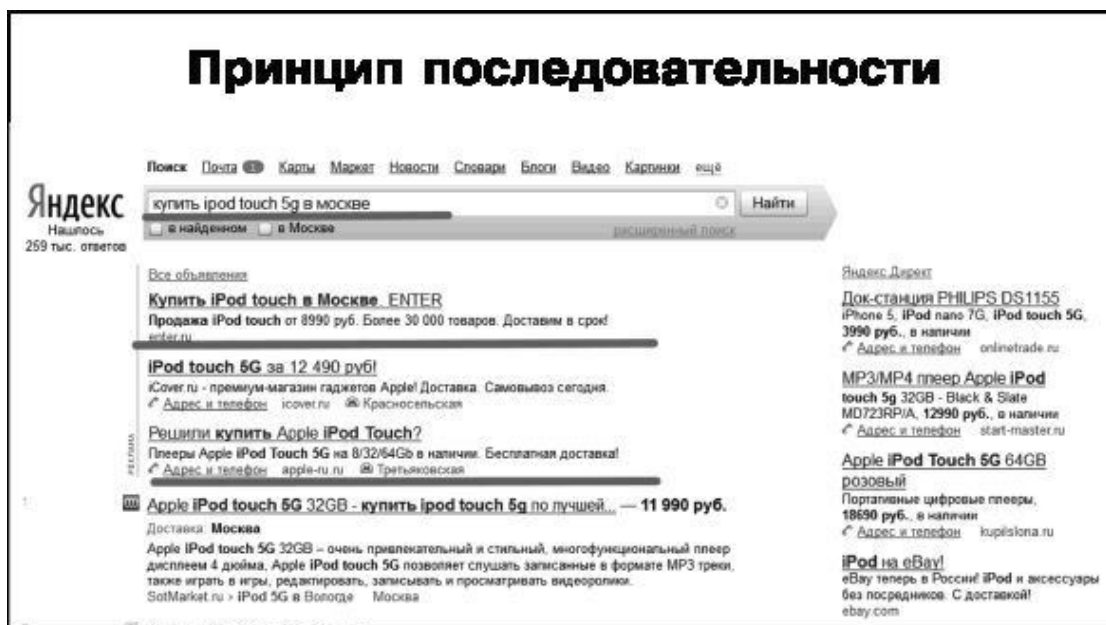 Принцип последовательности
Поиск Почта 1 Карты Маркет Новости Словари Блоги Видео Картинки ещё
Яндекс
купить ipod touch 5g в москве
Найти
Нашлось
259 тыс. ответов
в найденном в Москве расширенный поиск
Все объявления
Купить iPod touch в Москве. ENTER
Продажа iPod touch от 8990 руб. Более 30 000 товаров. Доставим в срок!
enter.ru
iPod touch 5G за 12 490 руб!
iCover.ru - премиум-магазин гаджетов Apple! Доставка. Самовывоз сегодня.
Адрес и телефон icover.ru Красносельская
Решили купить Apple iPod Touch?
Плееры Apple iPod Touch 5G на 8/32/64Gb в наличии. Бесплатная доставка!
Адрес и телефон apple-ru.ru Третьяковская
РЕКЛАМА
Apple iPod touch 5G 32GB - купить ipod touch 5g по лучшей... — 11 990 руб.
Доставка: Москва
Apple iPod touch 5G 32GB – очень привлекательный и стильный, многофункциональный плеер
дисплеем 4 дюйма. Apple iPod touch 5G позволяет слушать записанные в формате MP3 треки,
также играть в игры, редактировать, записывать и просматривать видеоролики.
SotMarket.ru › iPod 5G в Вологде Москва
Яндекс.Директ
Док-станция PHILIPS DS1155
iPhone 5, iPod nano 7G, iPod touch 5G,
3990 руб., в наличии
Адрес и телефон onlinetrade.ru
MP3/MP4 плеер Apple iPod
touch 5g 32GB - Black & Slate
MD723RP/A, 12990 руб., в наличии
Адрес и телефон start-master.ru
Apple iPod Touch 5G 64GB
розовый
Портативные цифровые плееры,
18690 руб., в наличии
Адрес и телефон kupislona.ru
iPod на eBay!
eBay теперь в России! iPod и аксессуары
без посредников. С доставкой!
ebay.com